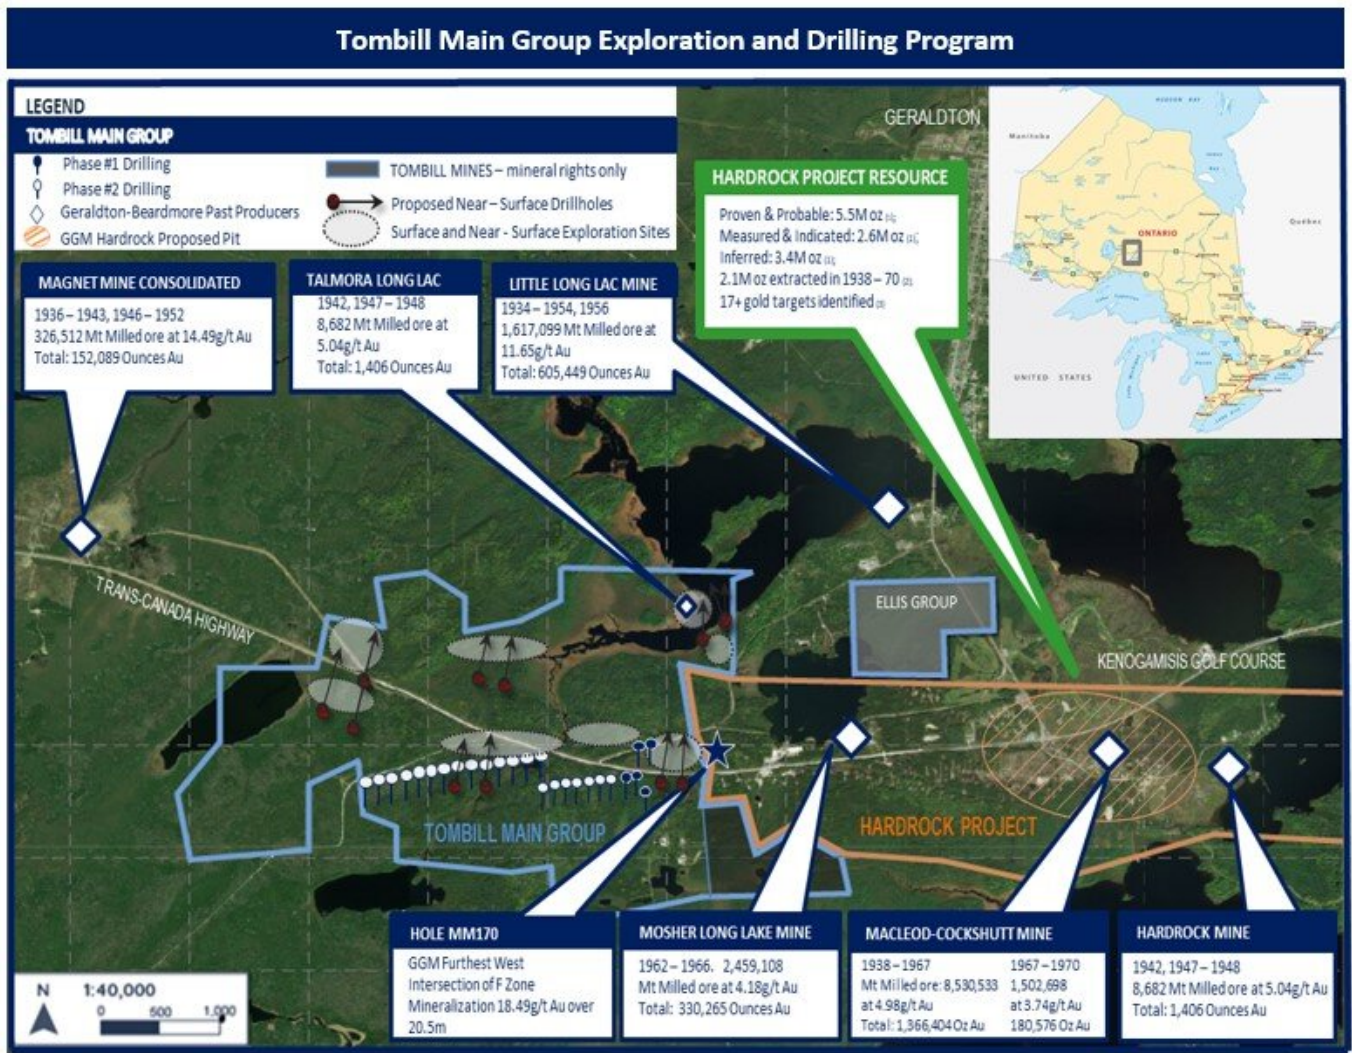 Tombill Main Group Exploration and Drilling Program
LEGEND
TOMBILL MAIN GROUP
Phase #1 Drilling
Phase #2 Drilling
Geraldton-Beardmore Past Producers
GGM Hardrock Proposed Pit
TOMBILL MINES – mineral rights only
Proposed Near – Surface Drillholes
Surface and Near - Surface Exploration Sites
GERALDTON
HARDROCK PROJECT RESOURCE
Proven & Probable: 5.5M oz
Measured & Indicated: 2.6M oz
Inferred: 3.4M oz
2.1M oz extracted in 1938 – 70
17+ gold targets identified
HUDSON BAY
Manitoba
Québec
ONTARIO
UNITED STATES
MAGNET MINE CONSOLIDATED
1936 – 1943, 1946 – 1952
326,512 Mt Milled ore at 14.49g/t Au
Total: 152,089 Ounces Au
TALMORA LONG LAC
1942, 1947 – 1948
8,682 Mt Milled ore at
5.04g/t Au
Total: 1,406 Ounces Au
LITTLE LONG LAC MINE
1934 – 1954, 1956
1,617,099 Mt Milled ore at
11.65g/t Au
Total: 605,449 Ounces Au
TRANS-CANADA HIGHWAY
ELLIS GROUP
KENOGAMISIS GOLF COURSE
TOMBILL MAIN GROUP
HARDROCK PROJECT
HOLE MM170
GGM Furthest West
Intersection of F Zone
Mineralization 18.49g/t Au over
20.5m
MOSHER LONG LAKE MINE
1962 – 1966. 2,459,108
Mt Milled ore at 4.18g/t Au
Total: 330,265 Ounces Au
MACLEOD-COCKSHUTT MINE
1938 – 1967
Mt Milled ore: 8,530,533
at 4.98g/t Au
Total: 1,366,404 Oz Au
1967 – 1970
1,502,698
at 3.74g/t Au
180,576 Oz Au
HARDROCK MINE
1942, 1947 – 1948
8,682 Mt Milled ore at 5.04g/t Au
Total: 1,406 Ounces Au
N
1:40,000
0 500 1,000